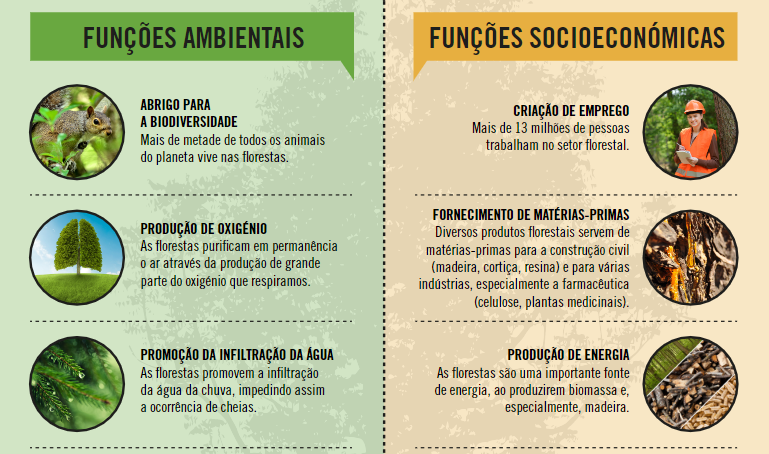 FUNÇÕES AMBIENTAIS
ABRIGO PARA
A BIODIVERSIDADE
Mais de metade de todos os animais
do planeta vive nas florestas.
PRODUÇÃO DE OXIGÉNIO
As florestas purificam em permanência
o ar através da produção de grande
parte do oxigénio que respiramos.
PROMOÇÃO DA INFILTRAÇÃO DA ÁGUA
As florestas promovem a infiltração
da água da chuva, impedindo assim
a ocorrência de cheias.
FUNÇÕES SOCIOECONÓMICAS
CRIAÇÃO DE EMPREGO
Mais de 13 milhões de pessoas
trabalham no setor florestal.
FORNECIMENTO DE MATÉRIAS-PRIMAS
Diversos produtos florestais servem de
matérias-primas para a construção civil
(madeira, cortiça, resina) e para várias
indústrias, especialmente a farmacêutica
(celulose, plantas medicinais).
PRODUÇÃO DE ENERGIA
As florestas são uma importante fonte
de energia, ao produzirem biomassa e,
especialmente, madeira.